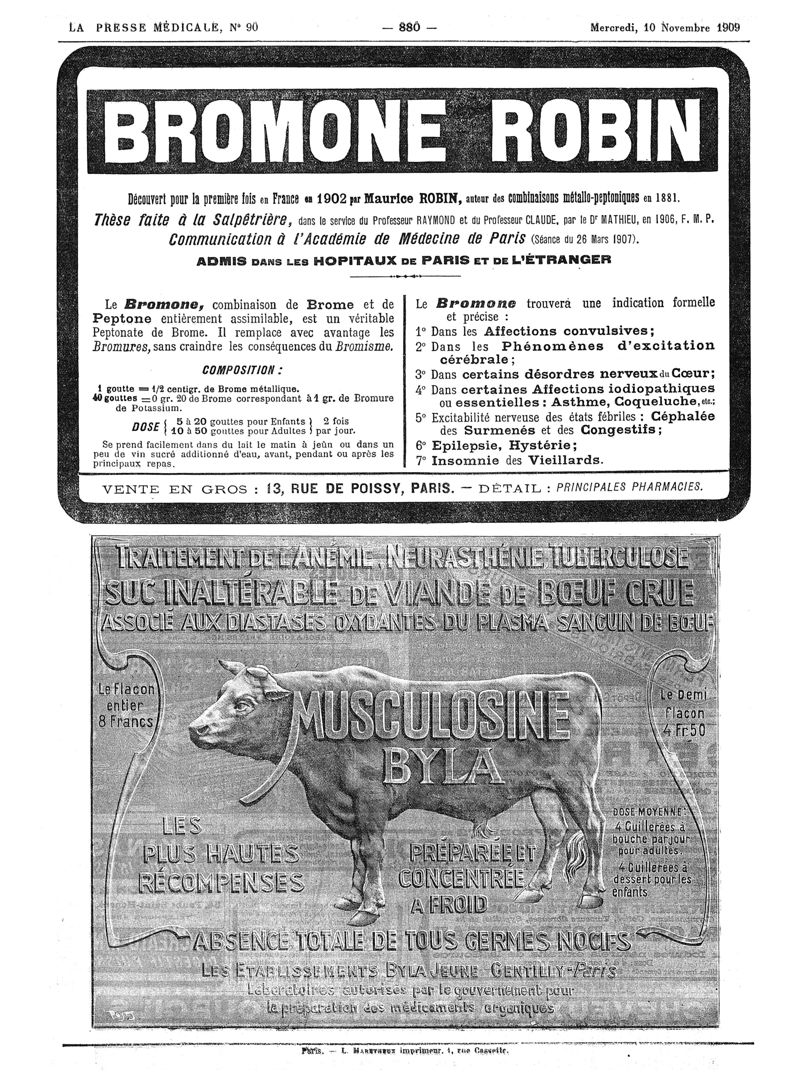 LA PRESSE MÉDICALE, N° 90 — 880 — Mercredi, 10 Novembre 1909
BROMONE ROBIN
Découvert pour la première fois en France en 1902 par Maurice ROBIN, auteur des combinaisons métallo-peptoniques en 1881.
Thèse faite à la Salpétrière, dans le service du Professeur RAYMOND et du Professeur CLAUDE, par le Dr MATHIEU, en 1906, F. M. P.
Communication à l'Académie de Médecine de Paris (Séance du 26 Mars 1907).
ADMIS DANS LES HOPITAUX DE PARIS ET DE L'ÉTRANGER
Le Bromone, combinaison de Brome et de
Peptone entièrement assimilable, est un véritable
Peptonate de Brome. Il remplace avec avantage les
Bromures, sans craindre les conséquences du Bromisme.
COMPOSITION :
1 goutte = 1/2 centigr. de Brome métallique.
40 gouttes = 0 gr. 20 de Brome correspondant à 1 gr. de Bromure
de Potassium.
DOSE { 5 à 20 gouttes pour Enfants } 2 fois
{ 10 à 50 gouttes pour Adultes } par jour.
Se prend facilement dans du lait le matin à jeûn ou dans un
peu de vin sucré additionné d'eau, avant, pendant ou après les
principaux repas.
Le Bromone trouvera une indication formelle
et précise :
1° Dans les Affections convulsives;
2° Dans les Phénomènes d'excitation
cérébrale;
3° Dans certains désordres nerveux du Cœur;
4° Dans certaines Affections iodiopathiques
ou essentielles : Asthme, Coqueluche, etc.;
5° Excitabilité nerveuse des états fébriles : Céphalée
des Surmenés et des Congestifs;
6° Epilepsie, Hystérie;
7° Insomnie des Vieillards.
VENTE EN GROS : 13, RUE DE POISSY, PARIS. — DÉTAIL : PRINCIPALES PHARMACIES.
TRAITEMENT DE L'ANÉMIE, NEURASTHÉNIE, TUBERCULOSE
SUC INALTÉRABLE DE VIANDE DE BŒUF CRUE
ASSOCIÉ AUX DIASTASES OXYDANTES DU PLASMA SANGUIN DE BŒUF
Le Flacon
entier
8 Francs
Le Demi
flacon
4 Fr 50
MUSCULOSINE
BYLA
LES
PLUS HAUTES
RÉCOMPENSES
PRÉPARÉE ET
CONCENTRÉE
A FROID
DOSE MOYENNE:
4 Cuillerées à
bouche par jour
pour adultes.
4 Cuillerées à
dessert pour les
enfants
ABSENCE TOTALE DE TOUS GERMES NOCIFS
LES ETABLISSEMENTS BYLA JEUNE GENTILLY-Paris
Laboratoires autorisés par le gouvernement pour
la préparation des médicaments organiques
Paris. — L. MARETHEUX imprimeur, 1, rue Cassette.